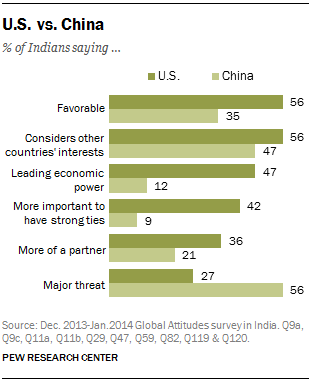 U.S. vs. China
% of Indians saying ...
U.S. China
Favorable 56
35
Considers other
countries' interests 56
47
Leading economic
power 47
12
More important to
have strong ties 42
9
More of a partner 36
21
Major threat 27
56
Source: Dec. 2013-Jan.2014 Global Attitudes survey in India. Q9a,
Q9c, Q11a, Q11b, Q29, Q47, Q59, Q82, Q119 & Q120.
PEW RESEARCH CENTER